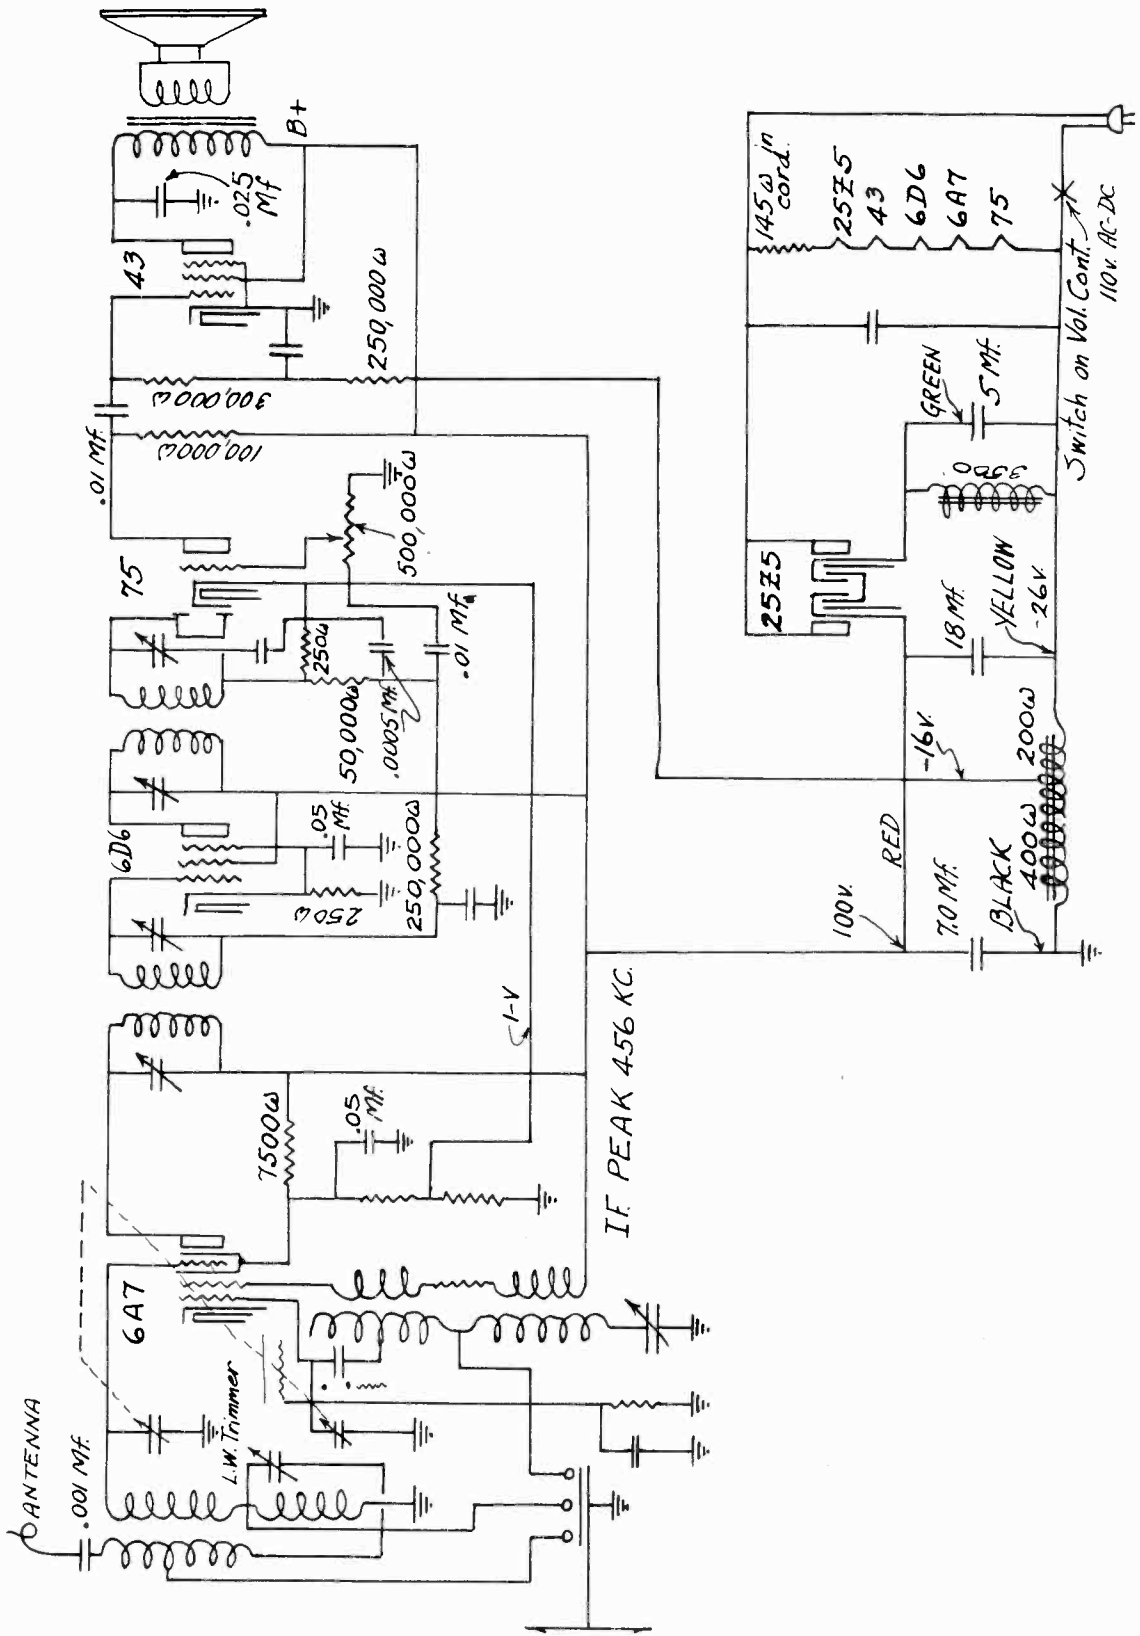 ANTENNA
.001 Mf.
6A7
L.W. Trimmer
7500ω
.05
Mf.
1-V
I.F. PEAK 456 KC.
6D6
250ω
.05
Mf.
250,000ω
50,000ω
.0005 Mf.
250ω
.01 Mf.
75
500,000ω
.01 Mf.
100,000ω
300,000ω
250,000ω
43
.025
Mf
B+
100V.
RED
-16V.
7.0 Mf.
BLACK
400ω
200ω
18 Mf.
YELLOW
-26V.
25Z5
3500
GREEN
5 Mf.
145ω in
cord
25Z5
43
6D6
6A7
75
Switch on Vol. Cont.
110v. AC-DC